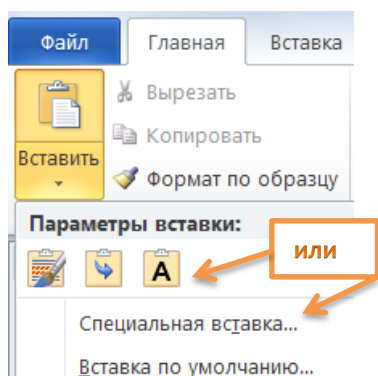 Файл Главная Вставка
Вырезать
Копировать
Вставить
Формат по образцу
Параметры вставки:
A
или
Специальная вставка...
Вставка по умолчанию...